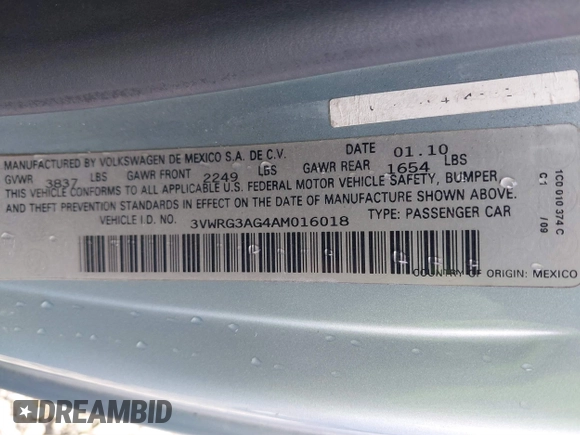 MANUFACTURED BY VOLKSWAGEN DE MEXICO S.A. DE C.V. DATE 01.10
GVWR 3837 LBS GAWR FRONT 2249 LBS GAWR REAR 1654 LBS
THIS VEHICLE CONFORMS TO ALL APPLICABLE U.S. FEDERAL MOTOR VEHICLE SAFETY, BUMPER
THEFT PREVENTION STANDARDS IN EFFECT ON THE DATE OF MANUFACTURE SHOWN ABOVE.
VEHICLE I.D. NO. 3VWRG3AG4AM016018 TYPE: PASSENGER CAR
COUNTRY OF ORIGIN: MEXICO
1C0 010 374 C
C1 /09
DREAMBID